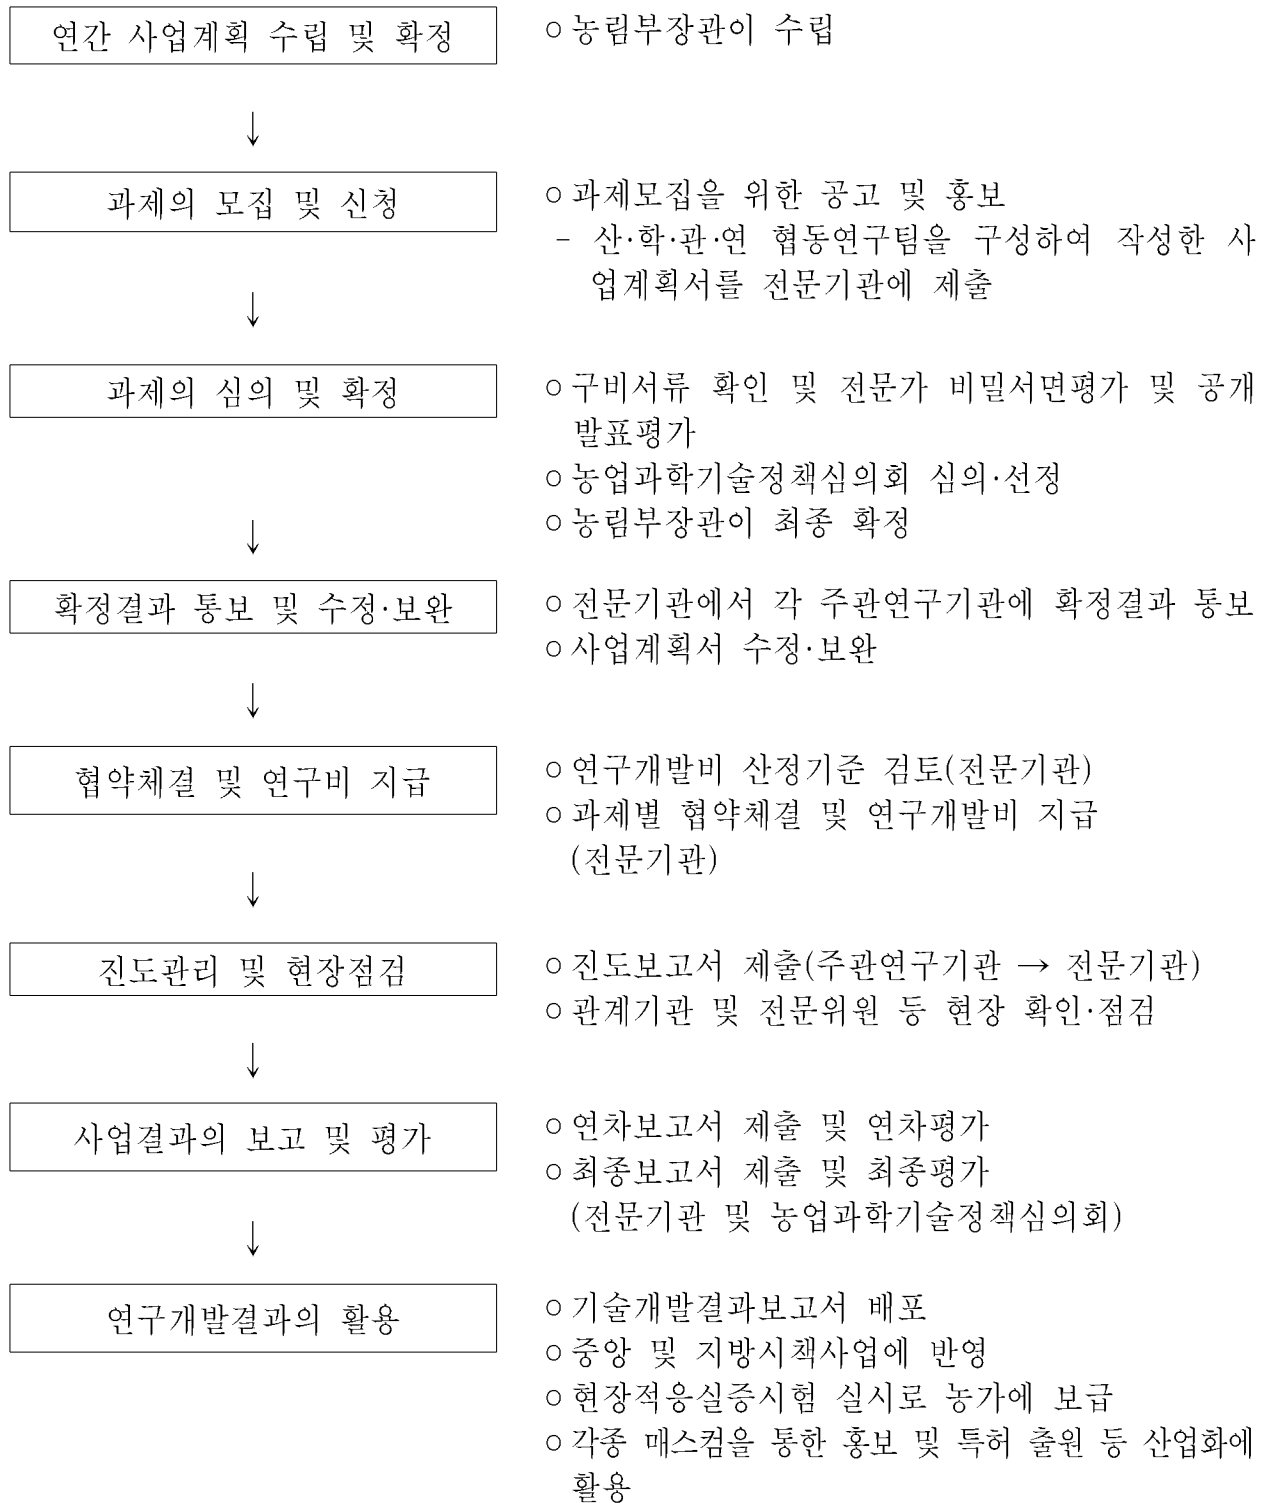 연간 사업계획 수립 및 확정
ㅇ농림부장관이 수립
↓
과제의 모집 및 신청
ㅇ과제모집을 위한 공고 및 홍보
- 산·학·관·연 협동연구팀을 구성하여 작성한 사
업계획서를 전문기관에 제출
↓
과제의 심의 및 확정
ㅇ구비서류 확인 및 전문가 비밀서면평가 및 공개
발표평가
ㅇ농업과학기술정책심의회 심의·선정
ㅇ농림부장관이 최종 확정
↓
확정결과 통보 및 수정·보완
ㅇ전문기관에서 각 주관연구기관에 확정결과 통보
ㅇ사업계획서 수정·보완
↓
협약체결 및 연구비 지급
ㅇ연구개발비 산정기준 검토(전문기관)
ㅇ과제별 협약체결 및 연구개발비 지급
(전문기관)
↓
진도관리 및 현장점검
ㅇ진도보고서 제출(주관연구기관 → 전문기관)
ㅇ관계기관 및 전문위원 등 현장 확인·점검
↓
사업결과의 보고 및 평가
ㅇ연차보고서 제출 및 연차평가
ㅇ최종보고서 제출 및 최종평가
(전문기관 및 농업과학기술정책심의회)
↓
연구개발결과의 활용
ㅇ기술개발결과보고서 배포
ㅇ중앙 및 지방시책사업에 반영
ㅇ현장적응실증시험 실시로 농가에 보급
ㅇ각종 매스컴을 통한 홍보 및 특허 출원 등 산업화에
활용